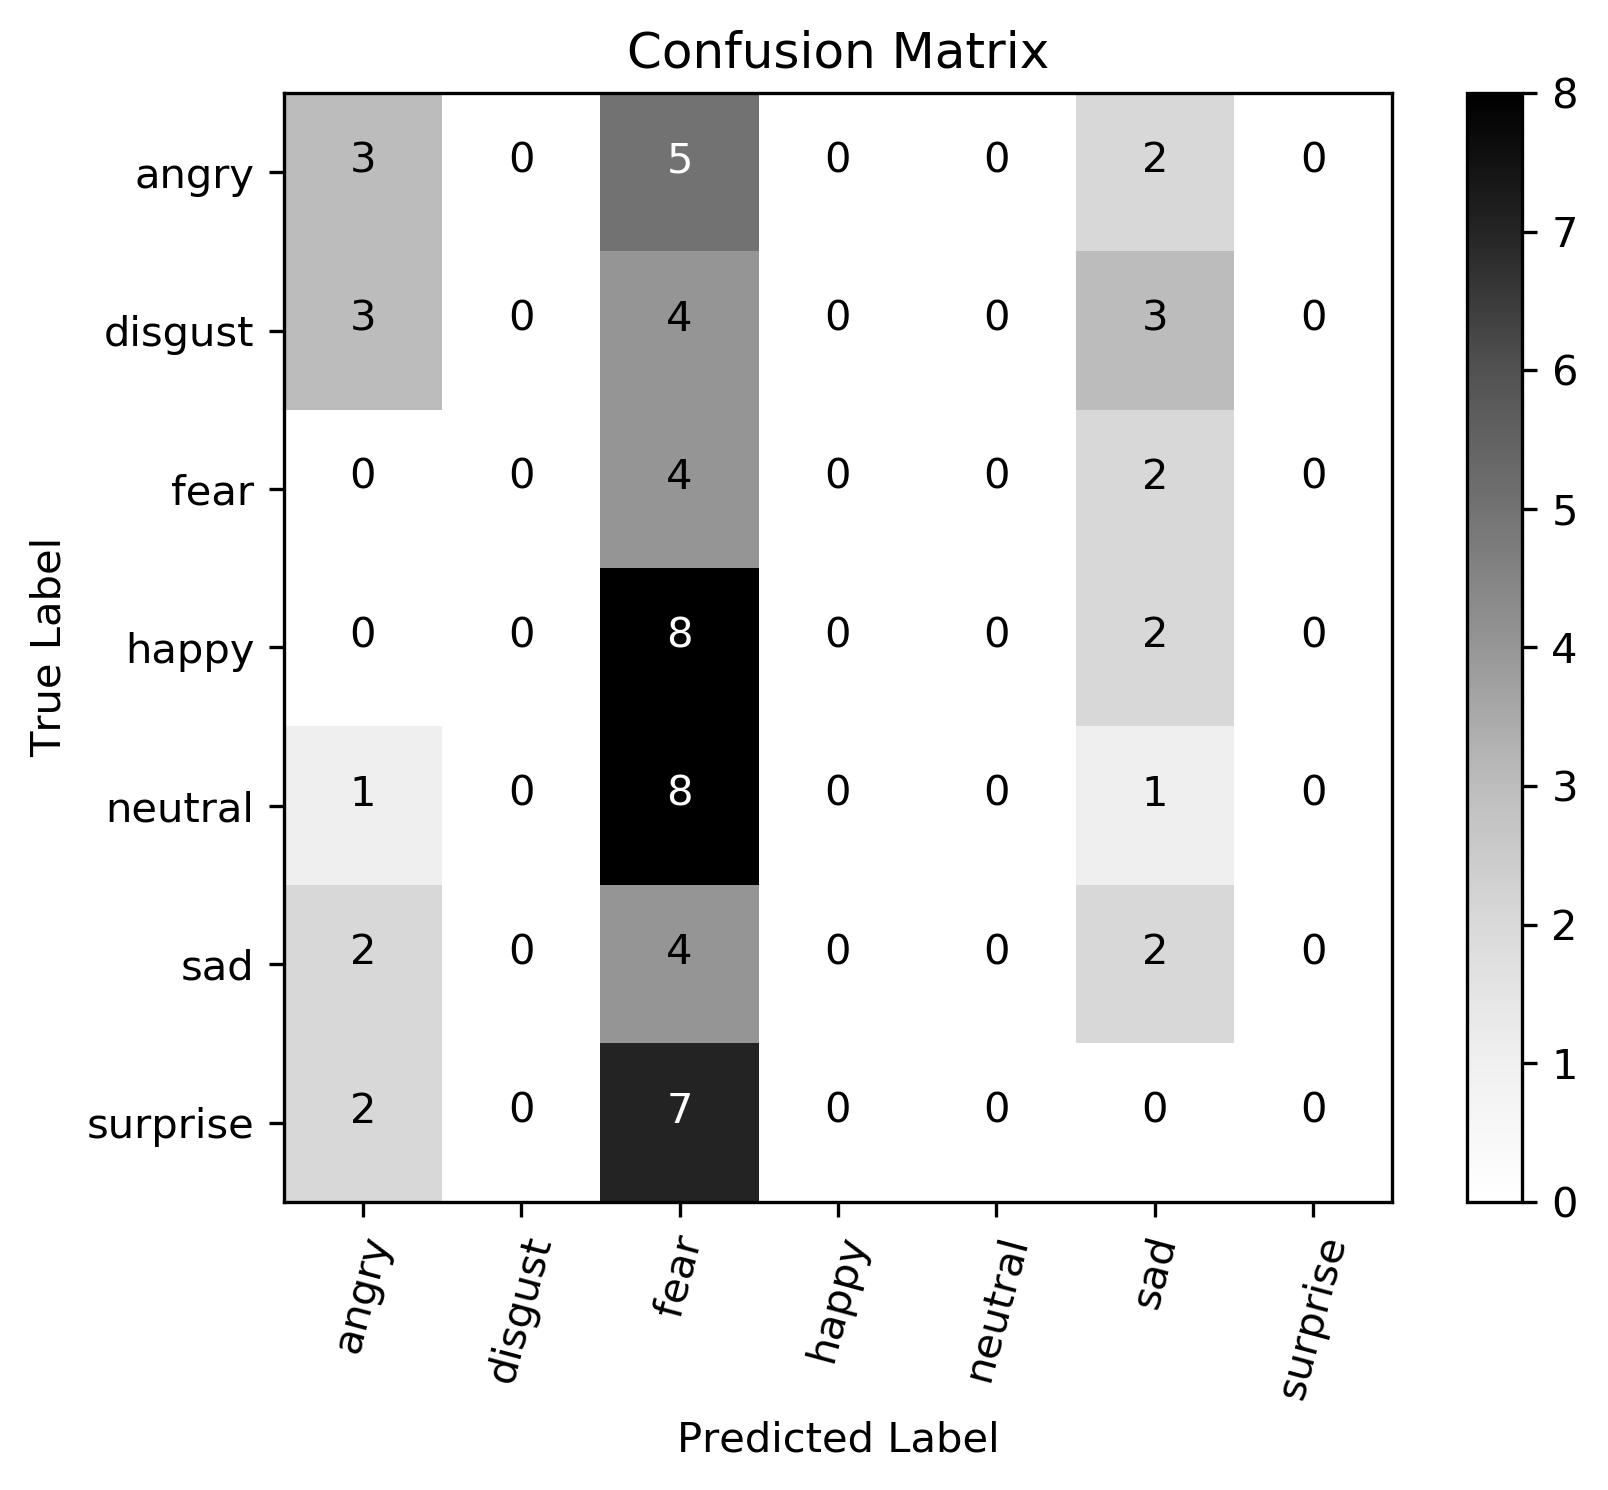 Confusion Matrix
angry 3 0 5 0 0 2 0
disgust 3 0 4 0 0 3 0
fear 0 0 4 0 0 2 0
happy 0 0 8 0 0 2 0
neutral 1 0 8 0 0 1 0
sad 2 0 4 0 0 2 0
surprise 2 0 7 0 0 0 0
True Label
angry disgust fear happy neutral sad surprise
Predicted Label
8
7
6
5
4
3
2
1
0